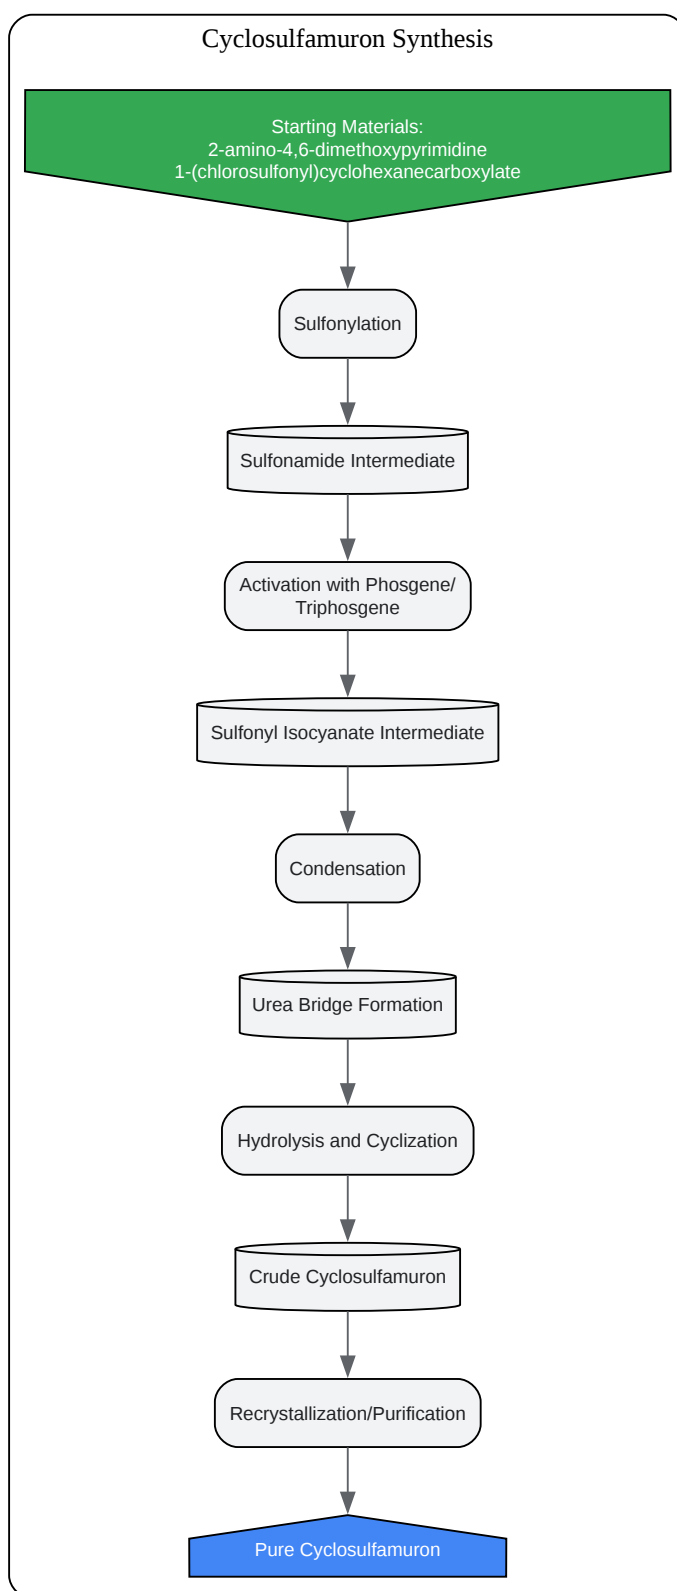 Cyclosulfamuron Synthesis
Starting Materials:
2-amino-4,6-dimethoxypyrimidine
1-(chlorosulfonyl)cyclohexanecarboxylate
Sulfonylation
Sulfonamide Intermediate
Activation with Phosgene/
Triphosgene
Sulfonyl Isocyanate Intermediate
Condensation
Urea Bridge Formation
Hydrolysis and Cyclization
Crude Cyclosulfamuron
Recrystallization/Purification
Pure Cyclosulfamuron